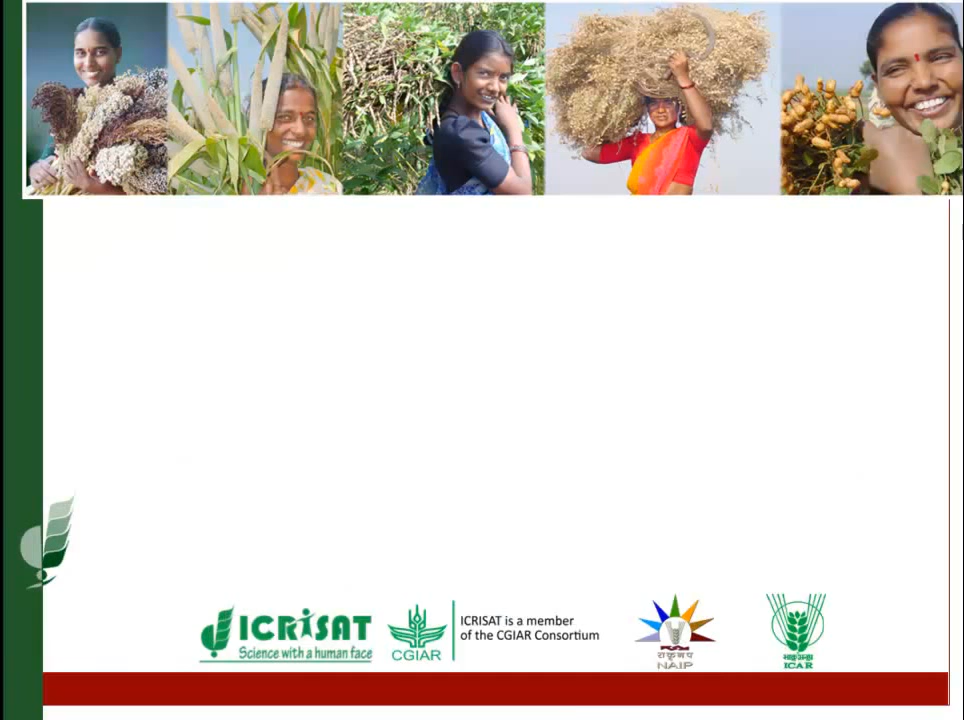 ICRISAT
Science with a human face
CGIAR
ICRISAT is a member
of the CGIAR Consortium
NAIP
ICAR